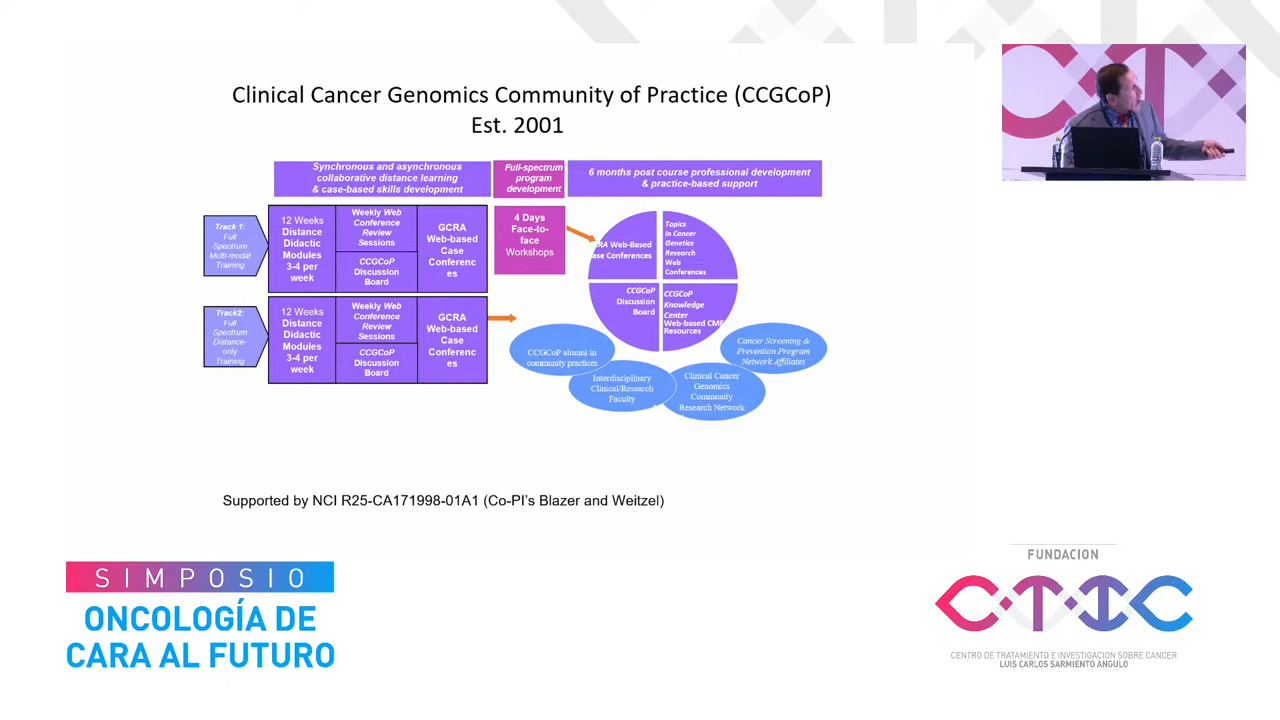 Clinical Cancer Genomics Community of Practice (CCGCoP)
Est. 2001
Synchronous and asynchronous
collaborative distance learning
& case-based skills development
Full-spectrum
program
development
6 months post course professional development
& practice-based support
Track 1:
Full
Spectrum
Multi-modal
Training
12 Weeks
Distance
Didactic
Modules
3-4 per
week
Weekly Web
Conference
Review
Sessions
CCGCoP
Discussion
Board
GCRA
Web-based
Case
Conferenc
es
4 Days
Face-to-
face
Workshops
RA Web-Based
ase Conferences
Topics
in Cancer
Genetics
Research
Web
Conferences
CCGCoP
Discussion
Board
CCGCoP
Knowledge
Center
Web-based CME
Resources
Track2:
Full
Spectrum
Distance-
only
Training
12 Weeks
Distance
Didactic
Modules
3-4 per
week
Weekly Web
Conference
Review
Sessions
CCGCoP
Discussion
Board
GCRA
Web-based
Case
Conferenc
es
CCGCoP alumni in
community practices
Interdisciplinary
Clinical/Research
Faculty
Clinical Cancer
Genomics
Community
Research Network
Cancer Screening &
Prevention Program
Network Affiliates
Supported by NCI R25-CA171998-01A1 (Co-PI's Blazer and Weitzel)
SIMPOSIO
ONCOLOGÍA DE
CARA AL FUTURO
FUNDACION
CTIC
CENTRO DE TRATAMIENTO E INVESTIGACION SOBRE CANCER
LUIS CARLOS SARMIENTO ANGULO